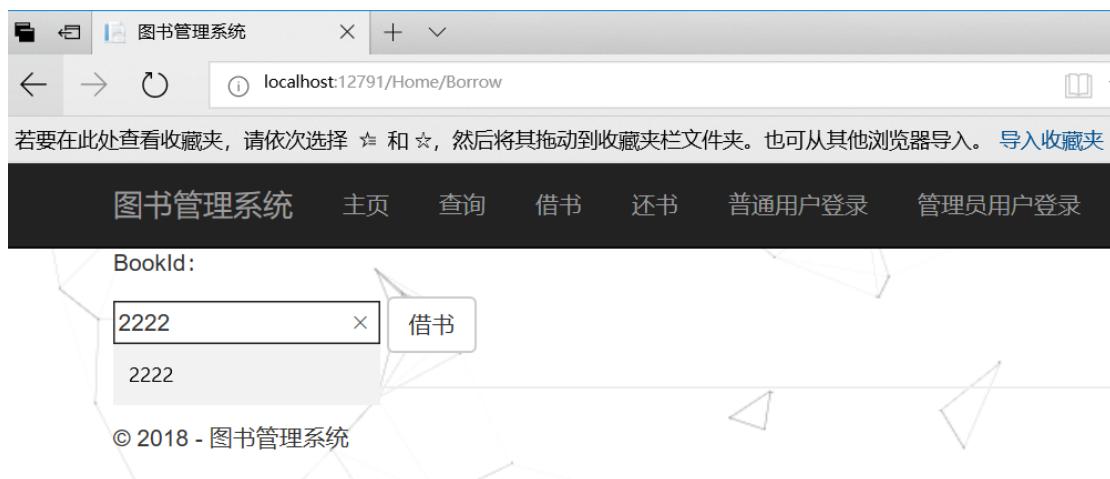 图书管理系统
localhost:12791/Home/Borrow
若要在此处查看收藏夹，请依次选择 和 ，然后将其拖动到收藏夹栏文件夹。也可从其他浏览器导入。 导入收藏夹
图书管理系统 主页 查询 借书 还书 普通用户登录 管理员用户登录
BookId：
2222 借书
2222
© 2018 - 图书管理系统